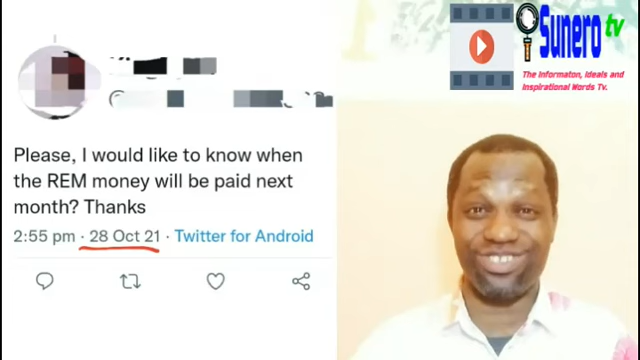 Please, I would like to know when
the REM money will be paid next
month? Thanks
2:55 pm · 28 Oct 21 · Twitter for Android
Sunero tv
The Informaton, Ideals and
Inspirational Words Tv.